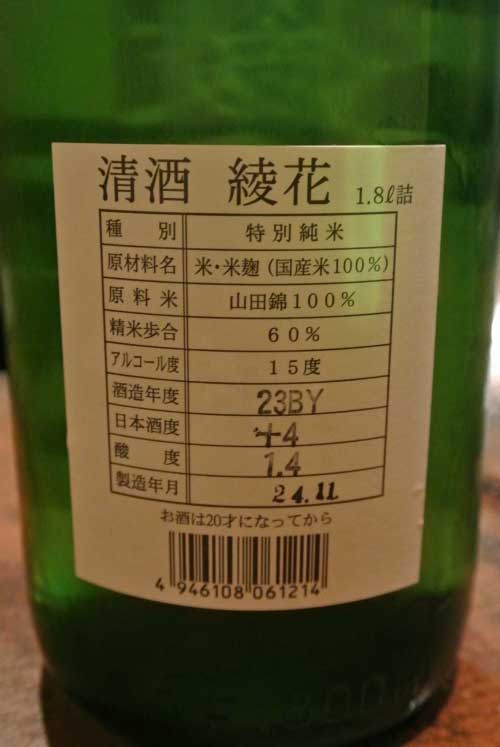 清酒 綾花 1.8ℓ詰
種別 特別純米
原材料名 米・米麹(国産米100%)
原料米 山田錦100%
精米歩合 60%
アルコール度 15度
酒造年度 23BY
日本酒度 +4
酸度 1.4
製造年月 24.11
お酒は20才になってから
4 946108 061214